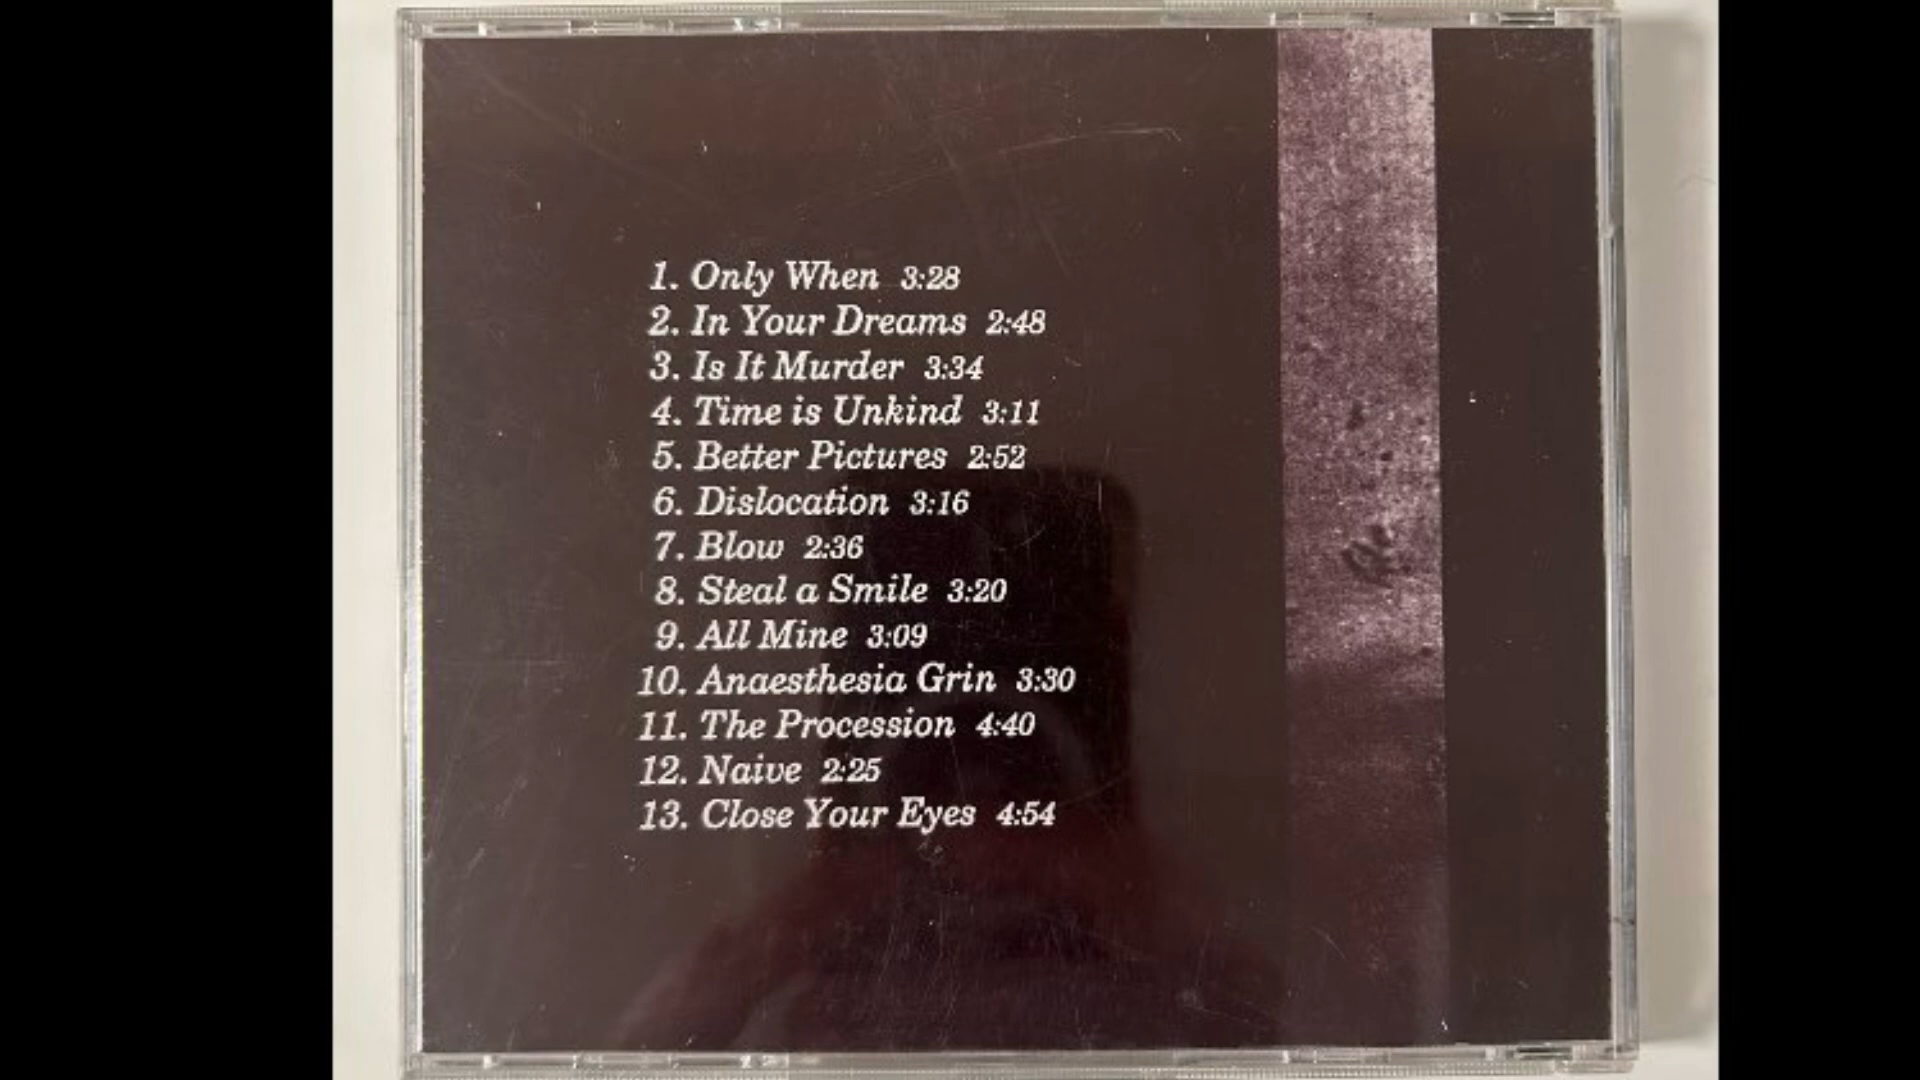 1. Only When 3:28
2. In Your Dreams 2:48
3. Is It Murder 3:34
4. Time is Unkind 3:11
5. Better Pictures 2:52
6. Dislocation 3:16
7. Blow 2:36
8. Steal a Smile 3:20
9. All Mine 3:09
10. Anaesthesia Grin 3:30
11. The Procession 4:40
12. Naive 2:25
13. Close Your Eyes 4:54